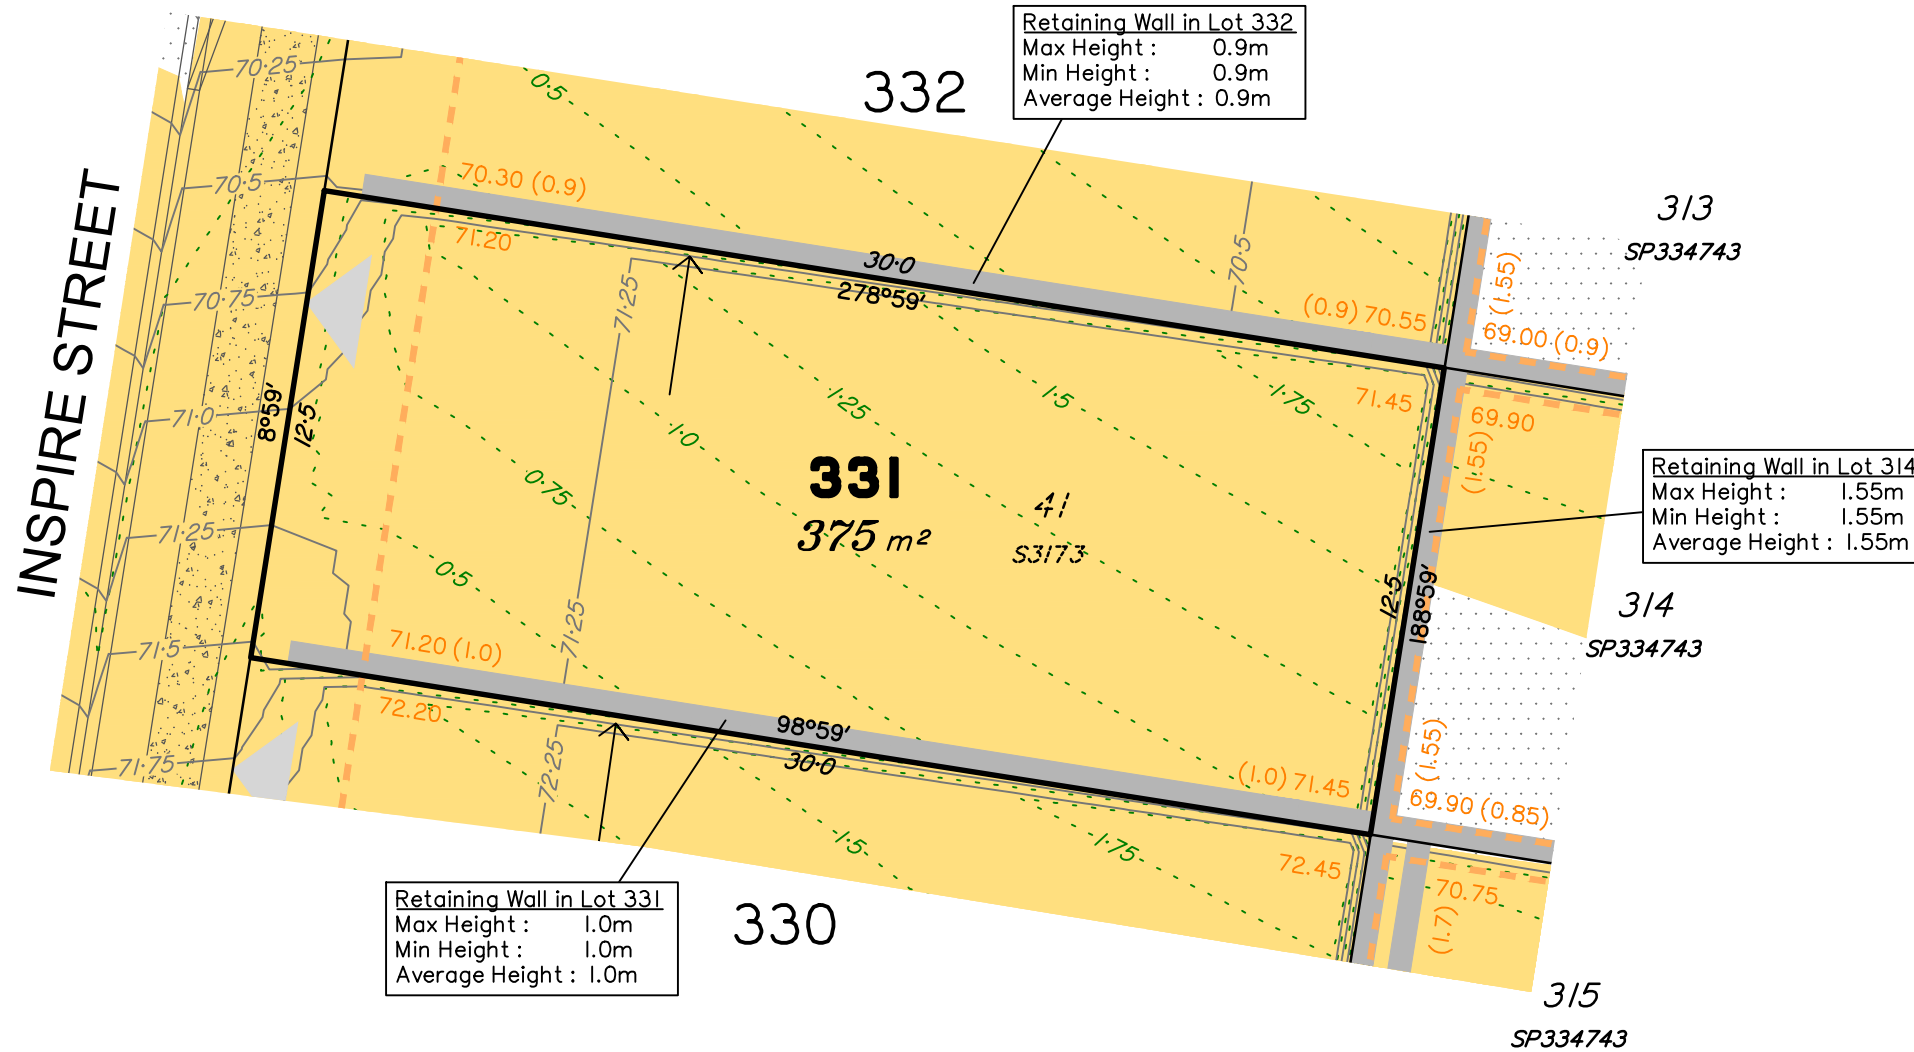 Retaining Wall in Lot 332
Max Height : 0.9m
Min Height : 0.9m
Average Height : 0.9m
332
70·25
0·5
70·5
70.30 (0.9)
71.20
30·0
278°59'
70·5
(0.9) 70.55
(1.55)
69.00 (0.9)
313
SP334743
INSPIRE STREET
70·75
71·25
71·0
8°59'
12·5
1·25
1·5
1·75
71.45
69.90
(1.55)
1·0
0·75
331
375 m²
41
S3173
Retaining Wall in Lot 314
Max Height : 1.55m
Min Height : 1.55m
Average Height : 1.55m
71·25
0·5
71·25
12·5
188°59'
314
SP334743
71·5
71.20 (1.0)
72.20
98°59'
30·0
(1.0) 71.45
(1.55)
69.90 (0.85)
71·75
72·25
1·5
1·75
72.45
70.75
(1.7)
Retaining Wall in Lot 331
Max Height : 1.0m
Min Height : 1.0m
Average Height : 1.0m
330
315
SP334743